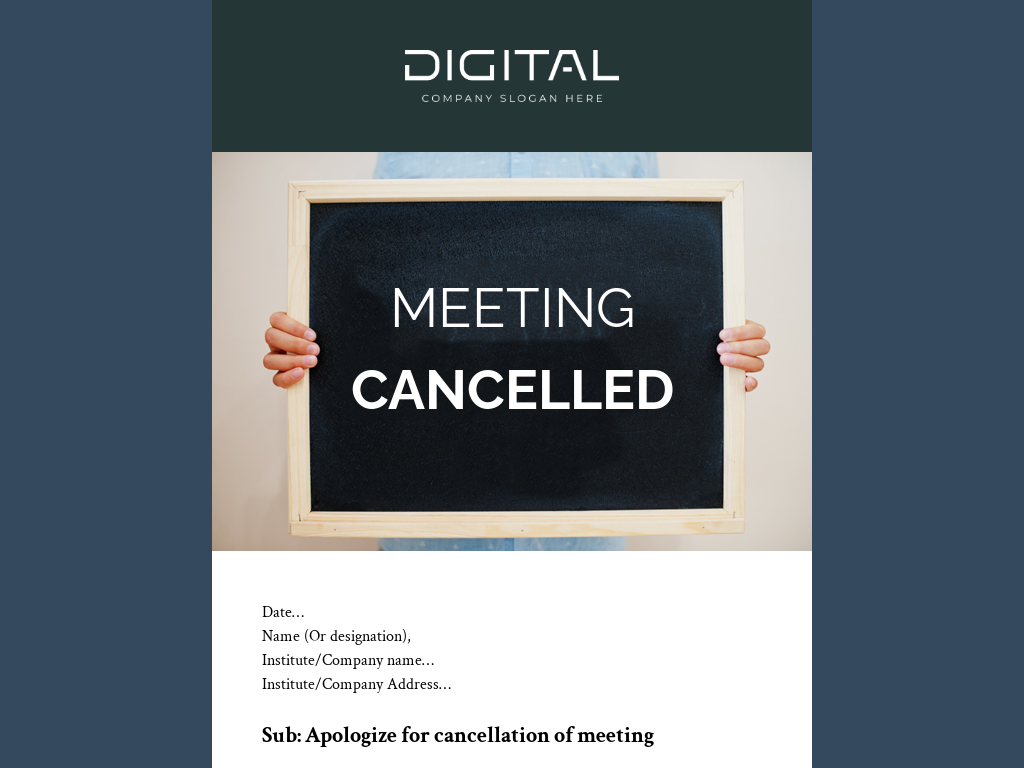 DIGITAL
COMPANY SLOGAN HERE
MEETING
CANCELLED
Date…
Name (Or designation),
Institute/Company name…
Institute/Company Address…
Sub: Apologize for cancellation of meeting